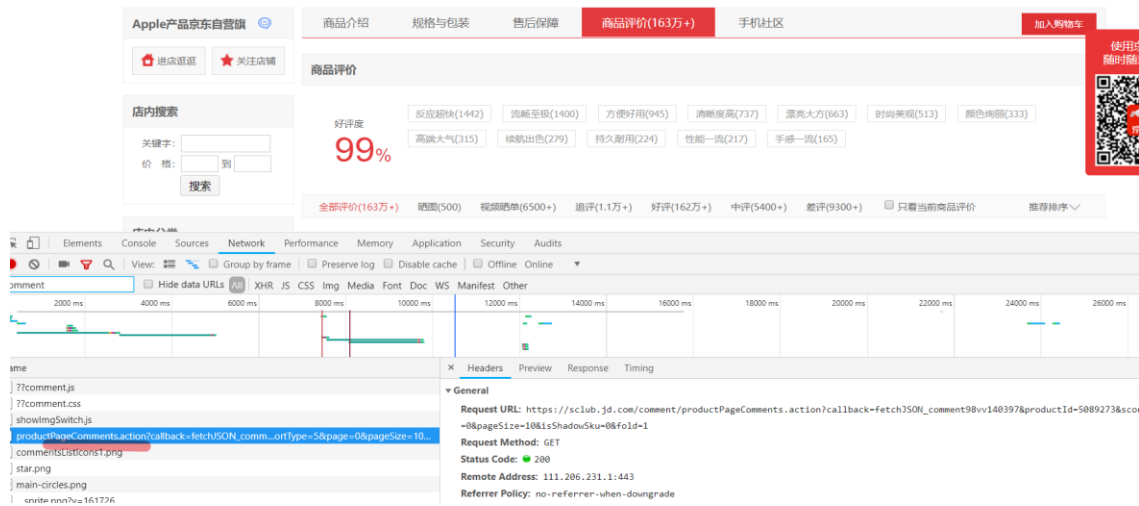 Apple产品京东自营旗
商品介绍 规格与包装 售后保障 商品评价(163万+) 手机社区 加入购物车
使用京
随时随
进店逛逛 关注店铺
商品评价
店内搜索
关键字：
价 格： 到
搜索
好评度
99%
反应超快(1442) 流畅至极(1400) 方便好用(945) 清晰度高(737) 漂亮大方(663) 时尚美观(513) 颜色绚丽(333)
高端大气(315) 续航出色(279) 持久耐用(224) 性能一流(217) 手感一流(165)
全部评价(163万+) 晒图(500) 视频晒单(6500+) 追评(1.1万+) 好评(162万+) 中评(5400+) 差评(9300+) 只看当前商品评价 推荐排序
Elements Console Sources Network Performance Memory Application Security Audits
View: Group by frame Preserve log Disable cache Offline Online
omment Hide data URLs All XHR JS CSS Img Media Font Doc WS Manifest Other
2000 ms 4000 ms 6000 ms 8000 ms 10000 ms 12000 ms 14000 ms 16000 ms 18000 ms 20000 ms 22000 ms 24000 ms 26000 ms
ame
??comment.js
??comment.css
showImgSwitch.js
productPageComments.action?callback=fetchJSON_comm...ortType=5&page=0&pageSize=10...
commentsListIcons1.png
star.png
main-circles.png
sprite.png?v=161726
× Headers Preview Response Timing
General
Request URL: https://sclub.jd.com/comment/productPageComments.action?callback=fetchJSON_comment98vv140397&productId=5089273&sco
=0&pageSize=10&isShadowSku=0&fold=1
Request Method: GET
Status Code: 200
Remote Address: 111.206.231.1:443
Referrer Policy: no-referrer-when-downgrade